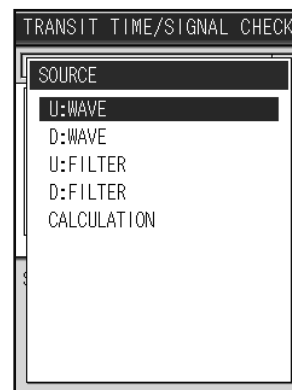 TRANSIT TIME/SIGNAL CHECK
SOURCE
U:WAVE
D:WAVE
U:FILTER
D:FILTER
CALCULATION